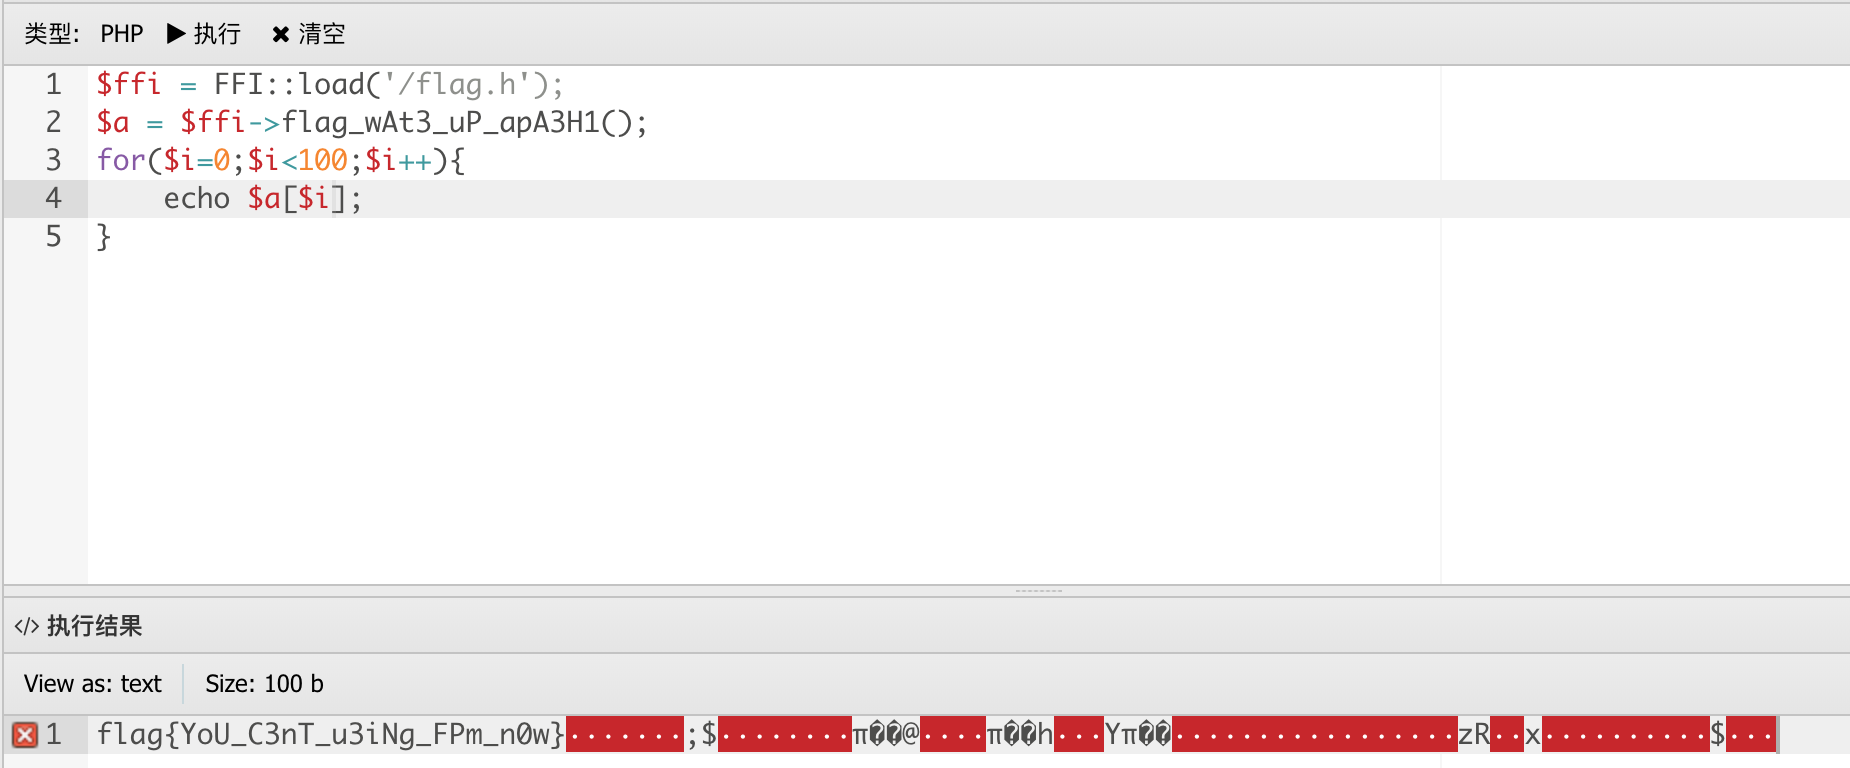 类型: PHP 执行 清空
1 $ffi = FFI::load('/flag.h');
2 $a = $ffi->flag_wAt3_uP_apA3H1();
3 for($i=0;$i<100;$i++){
4 echo $a[$i];
5 }
</> 执行结果
View as: text Size: 100 b
1 flag{YoU_C3nT_u3iNg_FPm_n0w}·······;$········π��@····π��h···Yπ��·················zR··x··········$···